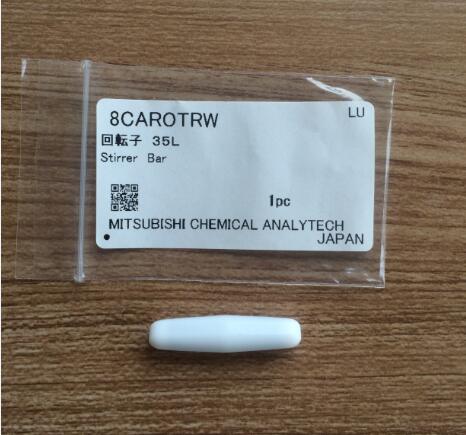 8CAROTRW LU
回転子 35L
Stirrer Bar
1pc
MITSUBISHI CHEMICAL ANALYTECH
JAPAN